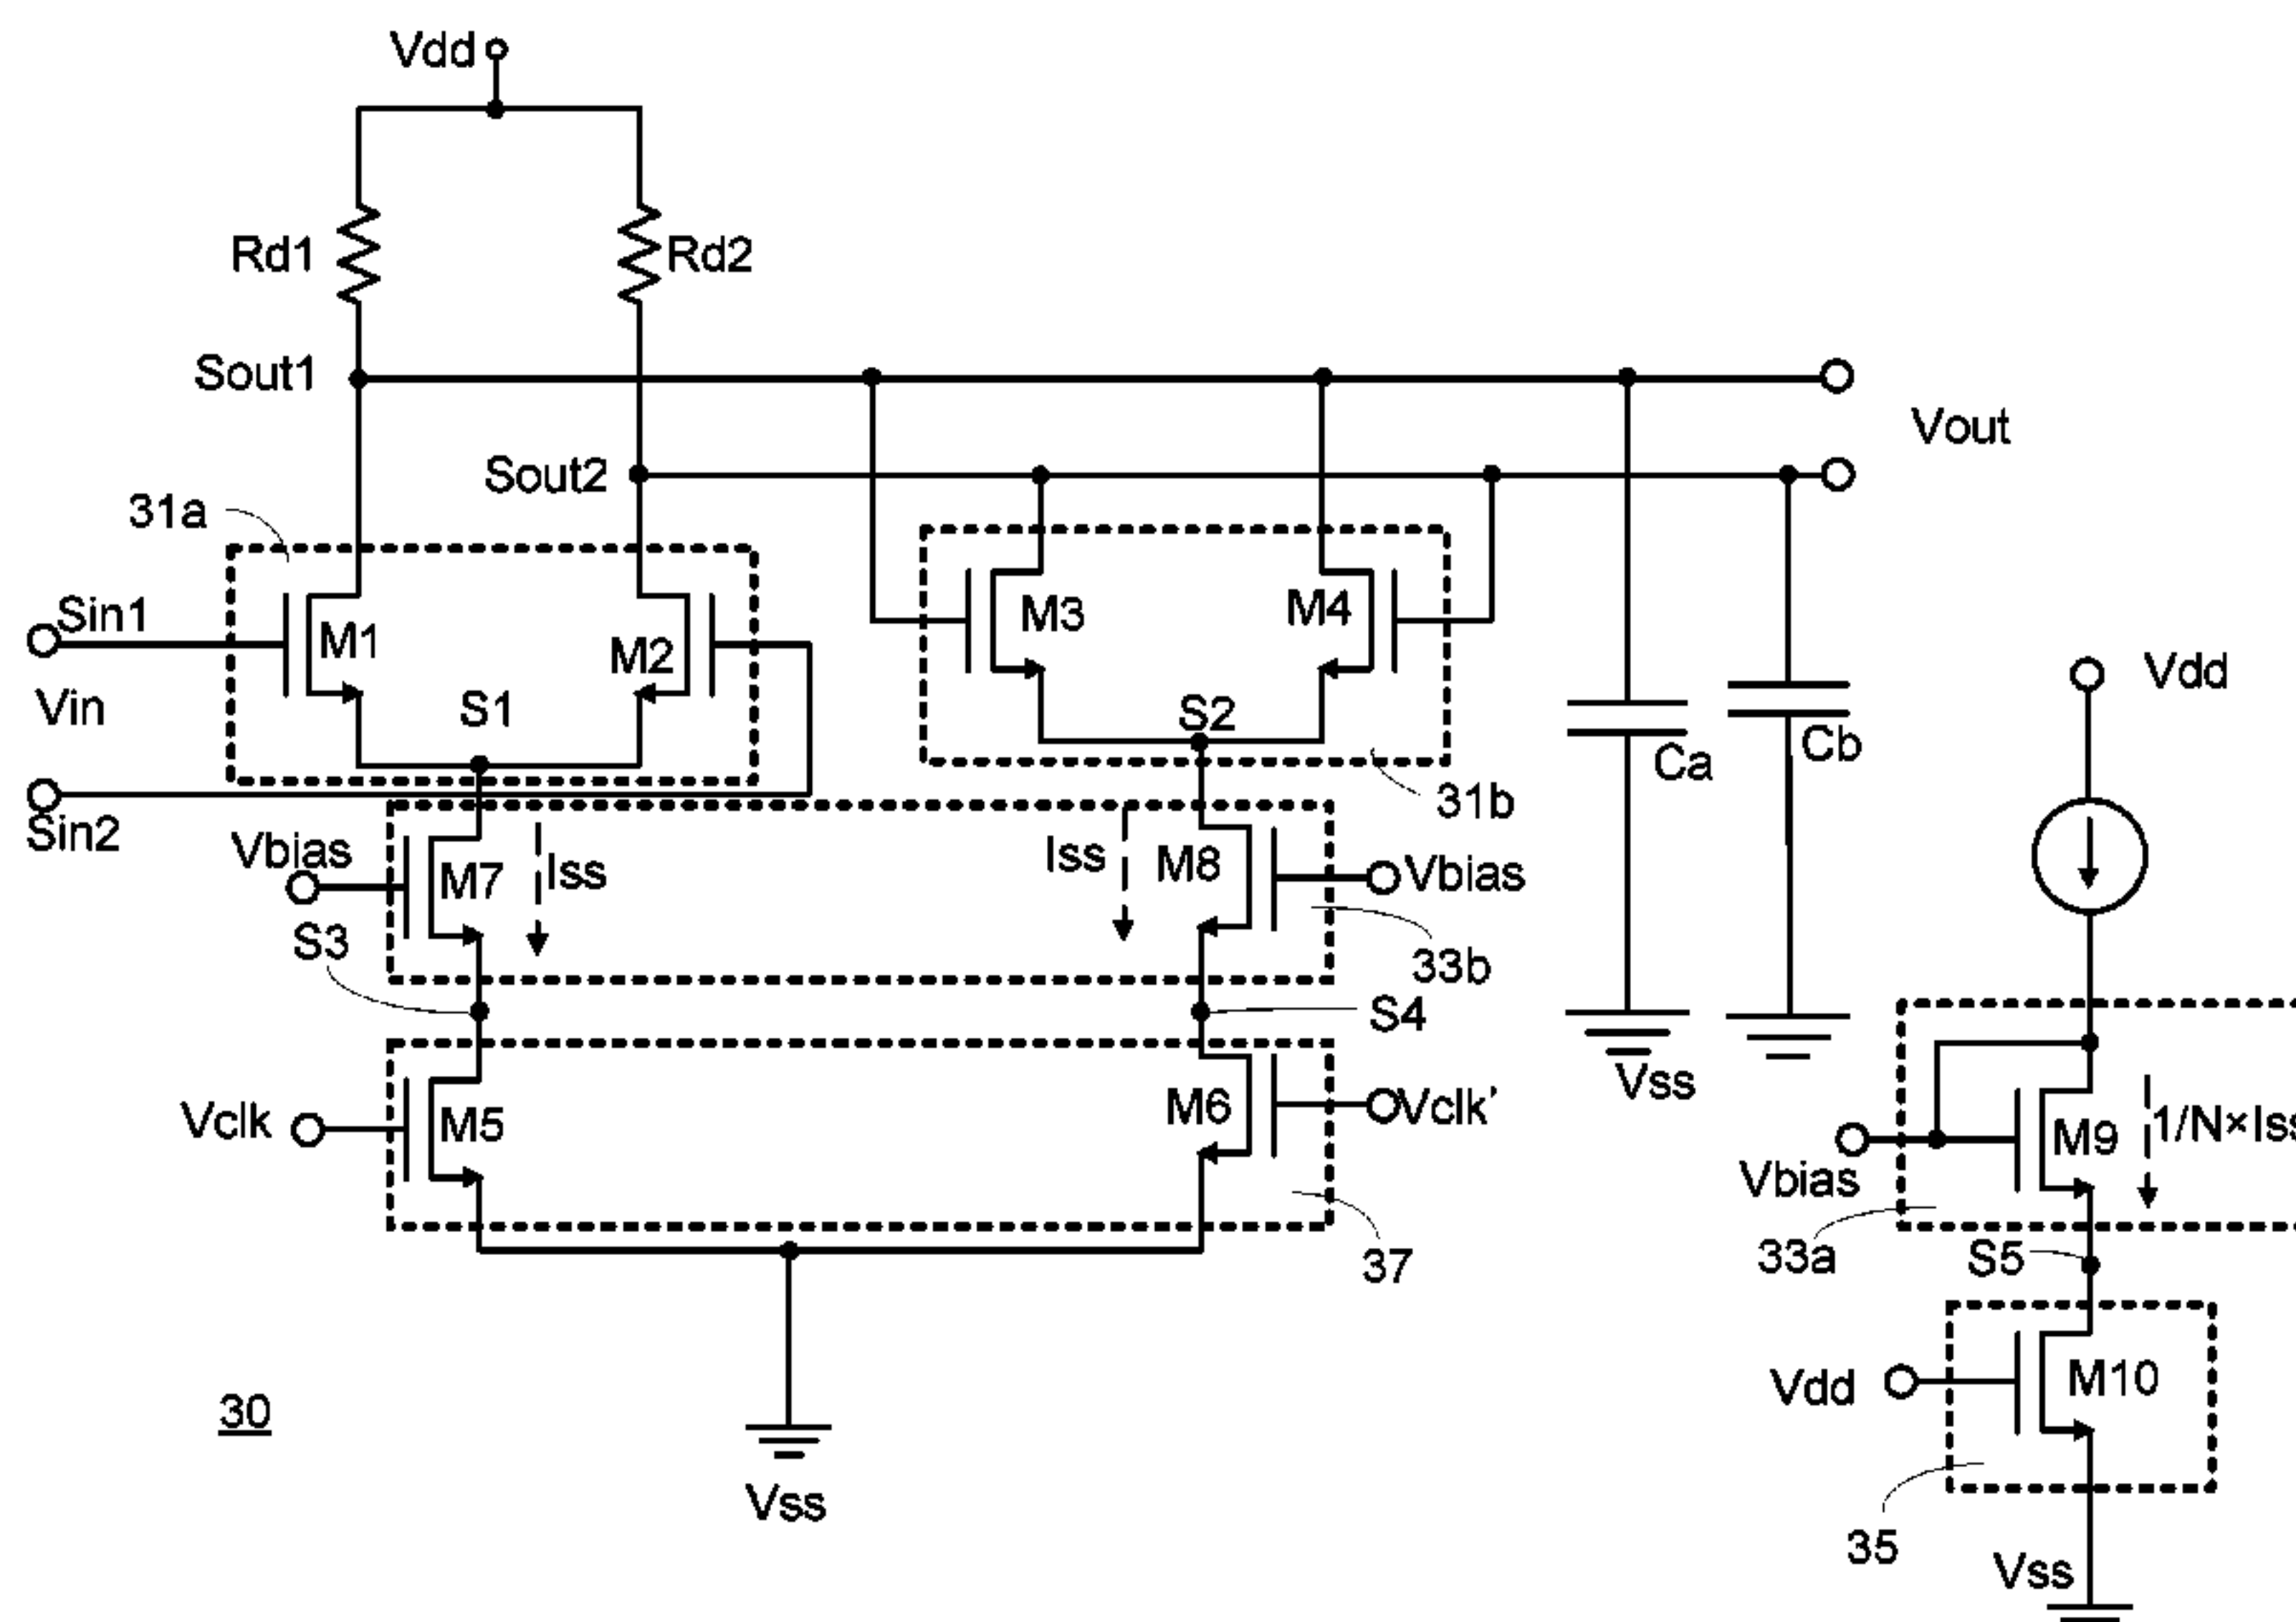 Vdd
Rd1
Rd2
Sout1
Vout
Sout2
31a
Sin1
M1
M2
M3
M4
Vin
S1
S2
Vdd
Ca
Cb
31b
Sin2
Vbias
M7
Iss
Iss
M8
Vbias
S3
33b
S4
Vss
Vclk
M5
M6
Vclk’
M9
1/N×Iss
Vbias
33a
S5
37
Vdd
M10
30
Vss
35
Vss